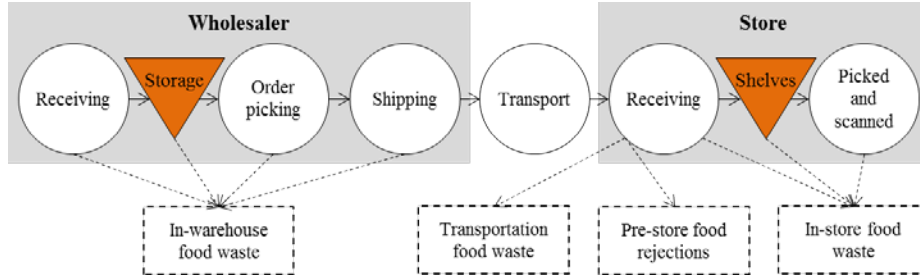 Wholesaler
Store
Receiving
Storage
Order
picking
Shipping
Transport
Receiving
Shelves
Picked
and
scanned
In-warehouse
food waste
Transportation
food waste
Pre-store food
rejections
In-store food
waste